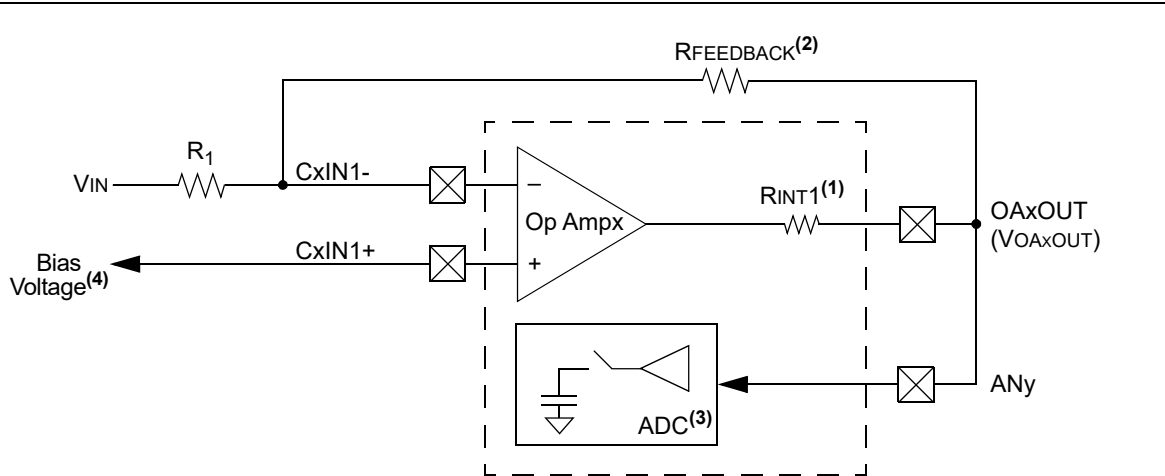 RFEEDBACK(2)
R1
VIN
CxIN1-
–
Op Ampx
RINT1(1)
OAxOUT
(VOAxOUT)
CxIN1+
+
Bias
Voltage(4)
ADC(3)
ANy